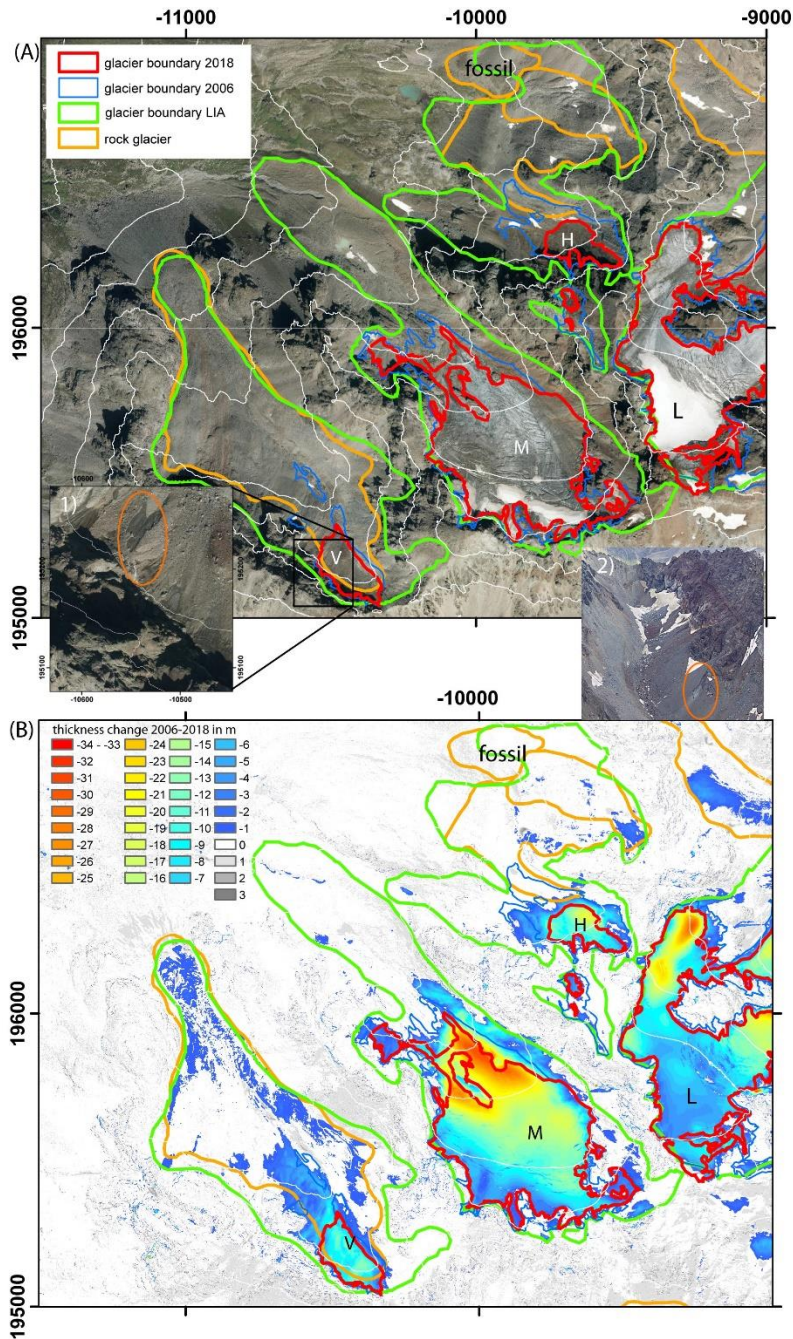 -11000 -10000 -9000
(A)
glacier boundary 2018
glacier boundary 2006
glacier boundary LIA
rock glacier
fossil
H
196000
L
M
V
1)
2)
195000
195100
-10600 -10500
-10000
(B)
thickness change 2006-2018 in m
-34 - -33 -24 -15 -6
-32 -23 -14 -5
-31 -22 -13 -4
-30 -21 -12 -3
-29 -20 -11 -2
-28 -19 -10 -1
-27 -18 -9 0
-26 -17 -8 1
-25 -16 -7 2
3
fossil
H
196000
L
M
V
195000